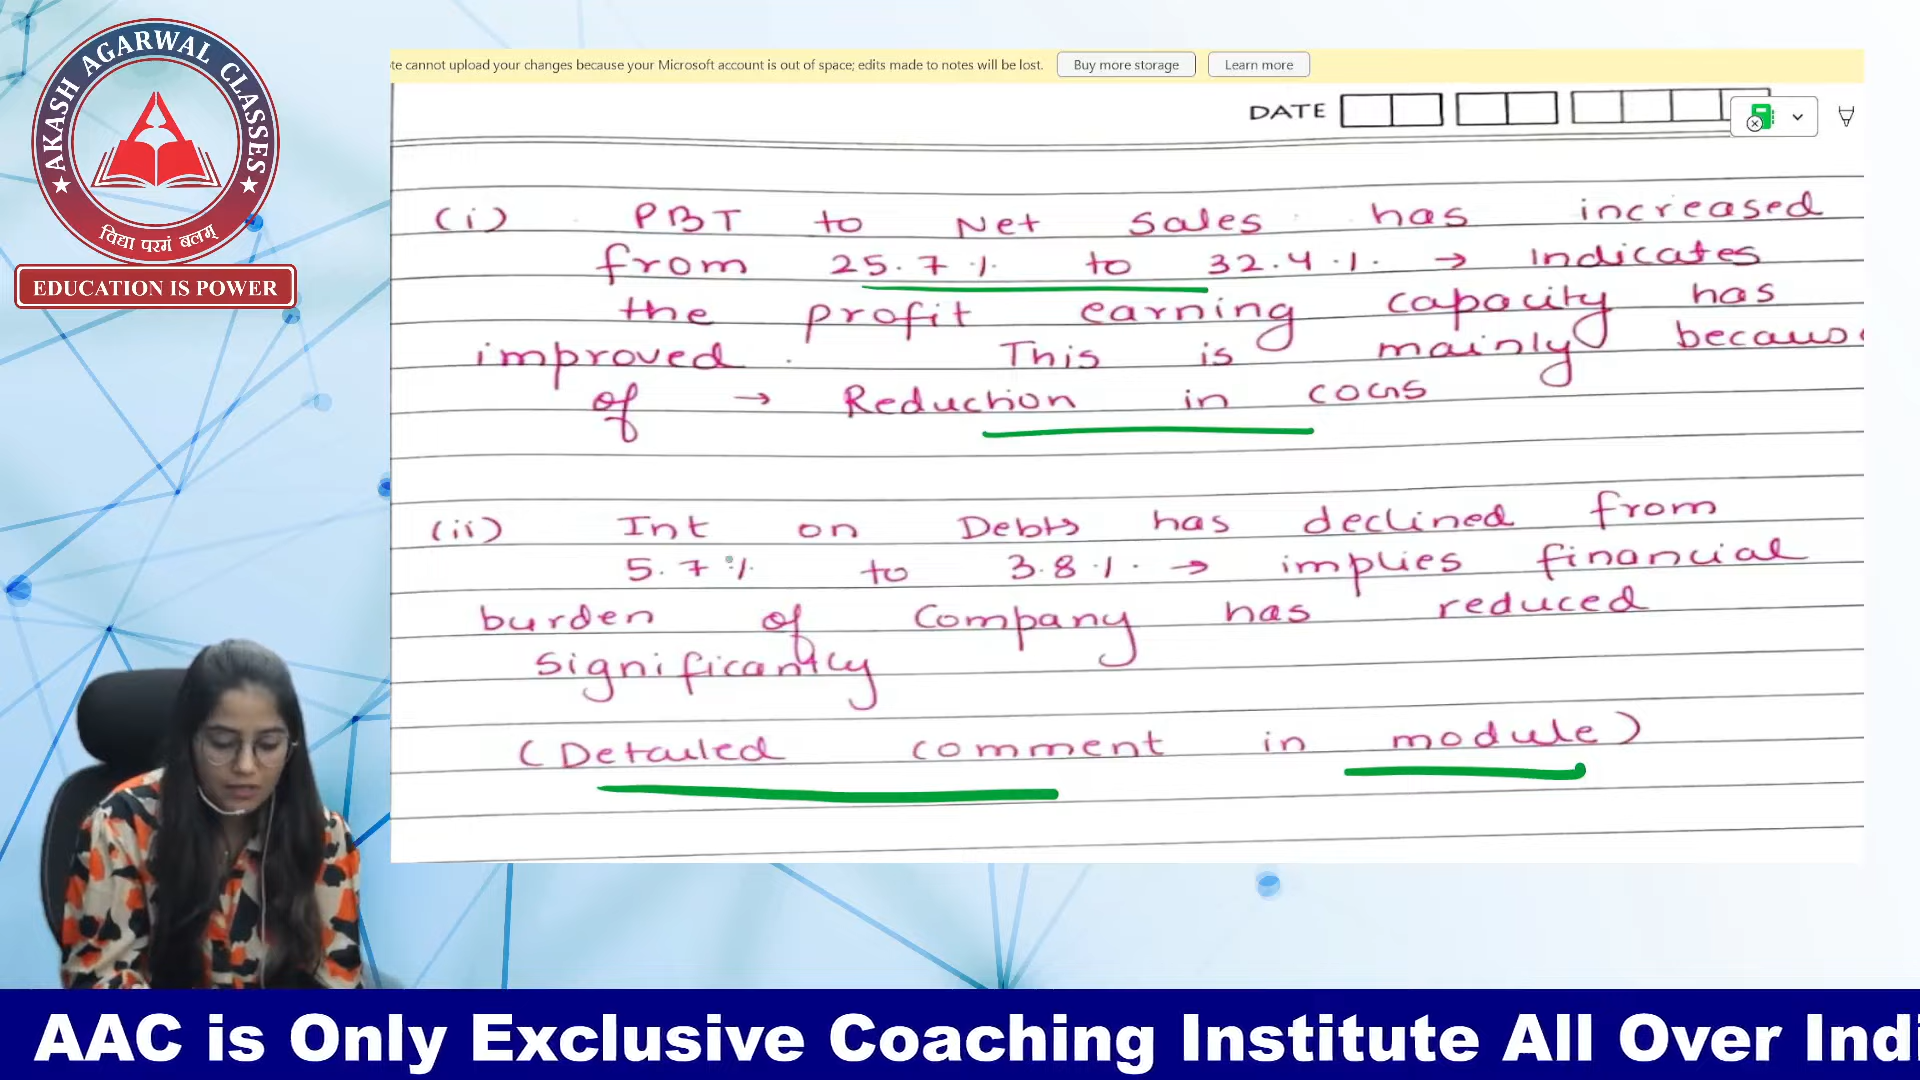 AKASH AGARWAL CLASSES
विद्या परमं बलम्
EDUCATION IS POWER
te cannot upload your changes because your Microsoft account is out of space; edits made to notes will be lost. Buy more storage Learn more
DATE
(i) PBT to Net Sales has increased
from 25.7% to 32.4% → Indicates
the profit earning capacity has
improved. This is mainly becaus
of → Reduction in COGS
(ii) Int on Debts has declined from
5.7% to 3.8% → implies financial
burden of Company has reduced
significantly
(Detailed comment in module)
AAC is Only Exclusive Coaching Institute All Over Indi